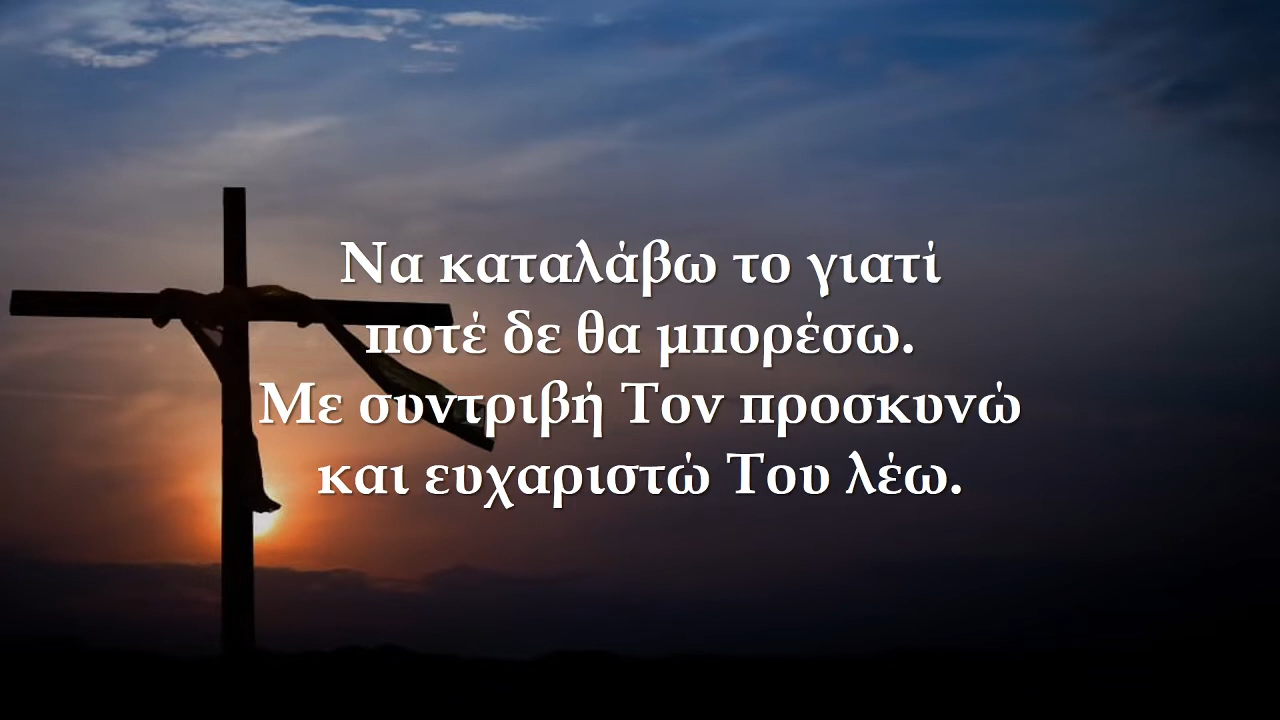 Να καταλάβω το γιατί
ποτέ δε θα μπορέσω.
Με συντριβή Τον προσκυνώ
και ευχαριστώ Του λέω.